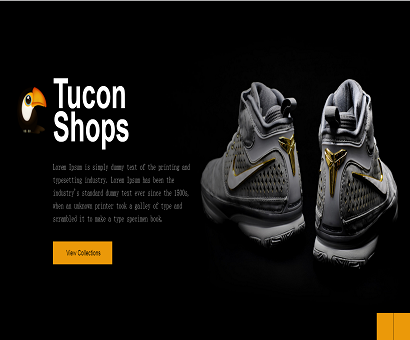 Tucon
Shops
Lorem Ipsum is simply dummy text of the printing and
typesetting industry. Lorem Ipsum has been the
industry's standard dummy text ever since the 1500s,
when an unknown printer took a galley of type and
scrambled it to make a type specimen book.
View Collections